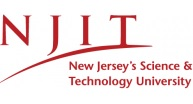 NJIT
New Jersey's Science &
Technology University